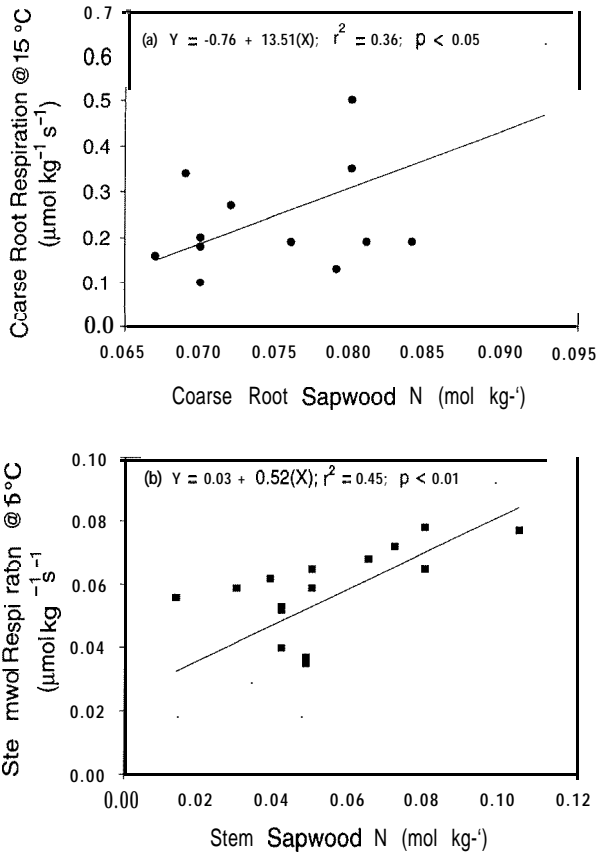 0.7
(a) Y = -0.76 + 13.51(X); r² = 0.36; p < 0.05
0.6
0.5
0.4
0.3
0.2
0.1
0.0
Ccarse Root Respiration @ 15 °C
(μmol kg⁻¹ s⁻¹)
0.065 0.070 0.075 0.080 0.085 0.090 0.095
Coarse Root Sapwood N (mol kg-‘)
0.10
(b) Y = 0.03 + 0.52(X); r² = 0.45; p < 0.01
0.08
0.06
0.04
0.02
0.00
Ste mwol Respi ratbn @ °C
(μmol kg⁻¹ s⁻¹)
0.00 0.02 0.04 0.06 0.08 0.10 0.12
Stem Sapwood N (mol kg-‘)